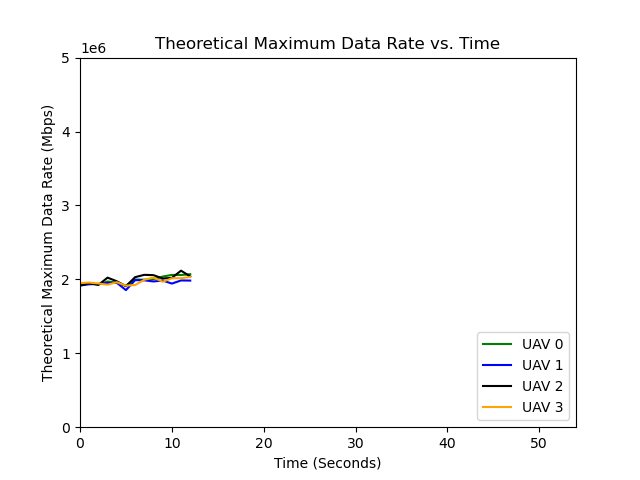 Theoretical Maximum Data Rate vs. Time
1e6
Theoretical Maximum Data Rate (Mbps)
5
4
3
2
1
0
0 10 20 30 40 50
Time (Seconds)
UAV 0
UAV 1
UAV 2
UAV 3